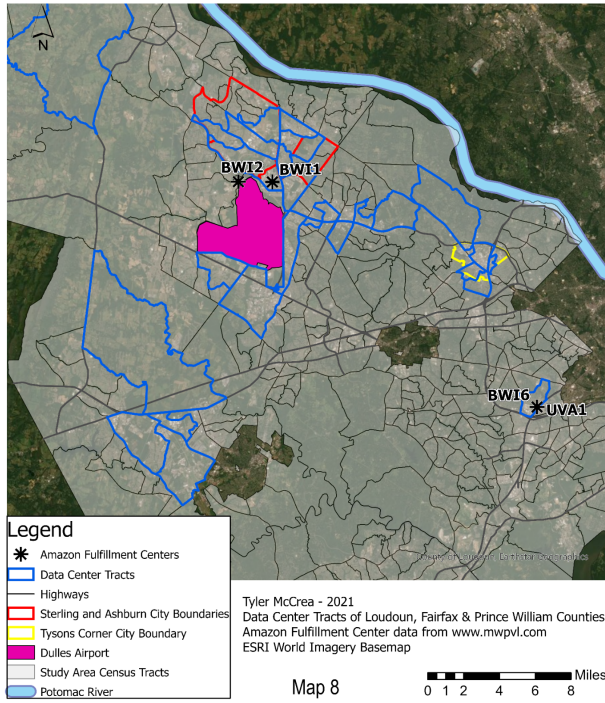 N
BWI2
BWI1
BWI6
UVA1
Legend
Amazon Fulfillment Centers
Data Center Tracts
Highways
Sterling and Ashburn City Boundaries
Tysons Corner City Boundary
Dulles Airport
Study Area Census Tracts
Potomac River
Tyler McCrea - 2021
Data Center Tracts of Loudoun, Fairfax & Prince William Counties
Amazon Fulfillment Center data from www.mwpvl.com
ESRI World Imagery Basemap
Map 8
Miles
0 1 2 4 6 8